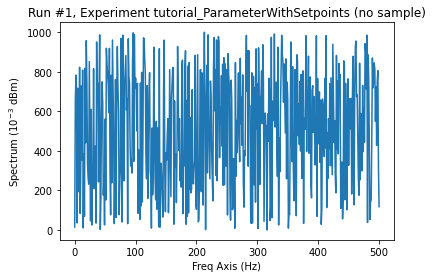 Run #1, Experiment tutorial_ParameterWithSetpoints (no sample)
1000
800
600
400
200
0
Spectrum (10⁻³ dBm)
0 100 200 300 400 500
Freq Axis (Hz)